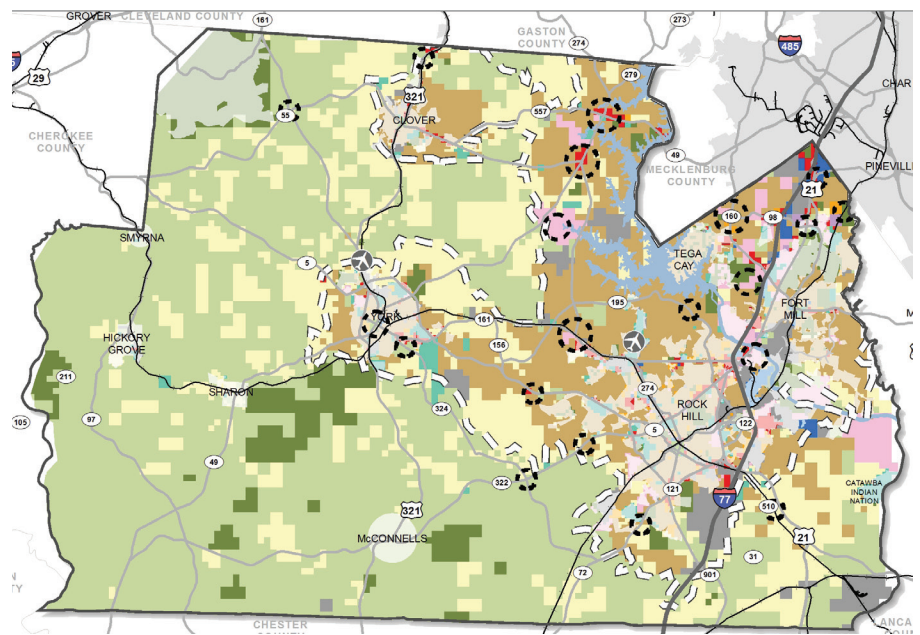 GROVER
CLEVELAND COUNTY
161
GASTON
COUNTY
274
273
485
29
321
279
CHAR
55
CLOVER
557
CHEROKEE
COUNTY
49
MECKLENBURG
COUNTY
PINEVILLE
21
160
98
SMYRNA
TEGA
CAY
5
195
FORT
MILL
YORK
161
156
HICKORY
GROVE
211
SHARON
274
ROCK
HILL
105
97
324
5
122
49
322
121
77
510
CATAWBA
INDIAN
NATION
321
McCONNELLS
21
72
901
31
CHESTER
COUNTY
LANCA